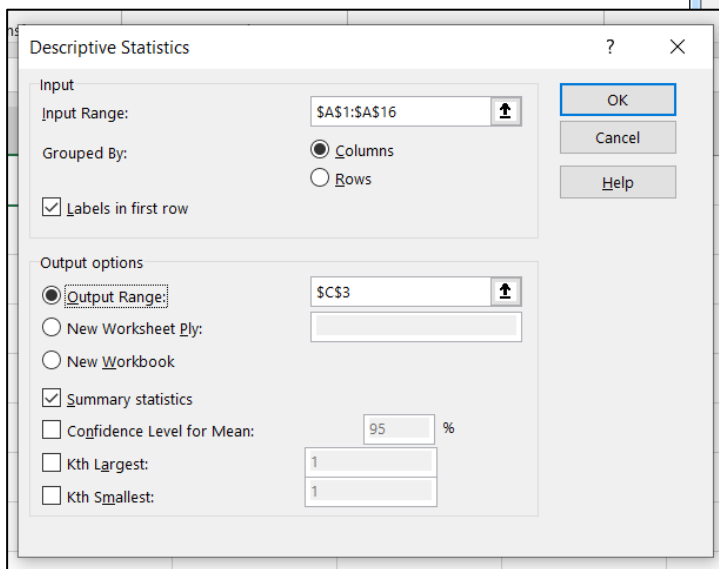 Descriptive Statistics ?
Input
Input Range: $A$1:$A$16
OK
Cancel
Grouped By: Columns
Rows
Help
Labels in first row
Output options
Output Range: $C$3
New Worksheet Ply:
New Workbook
Summary statistics
Confidence Level for Mean: 95 %
Kth Largest: 1
Kth Smallest: 1